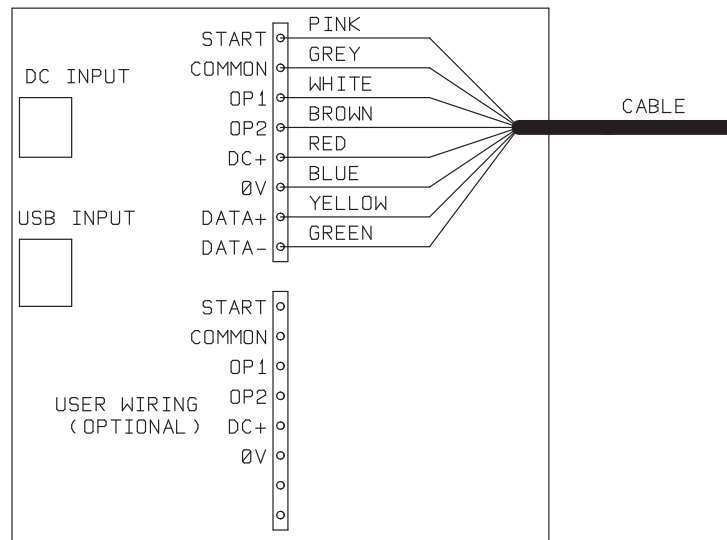 START PINK
COMMON GREY
DC INPUT
OP1 WHITE
OP2 BROWN
CABLE
DC+ RED
0V BLUE
USB INPUT
DATA+ YELLOW
DATA- GREEN
START
COMMON
OP1
OP2
USER WIRING
(OPTIONAL)
DC+
0V